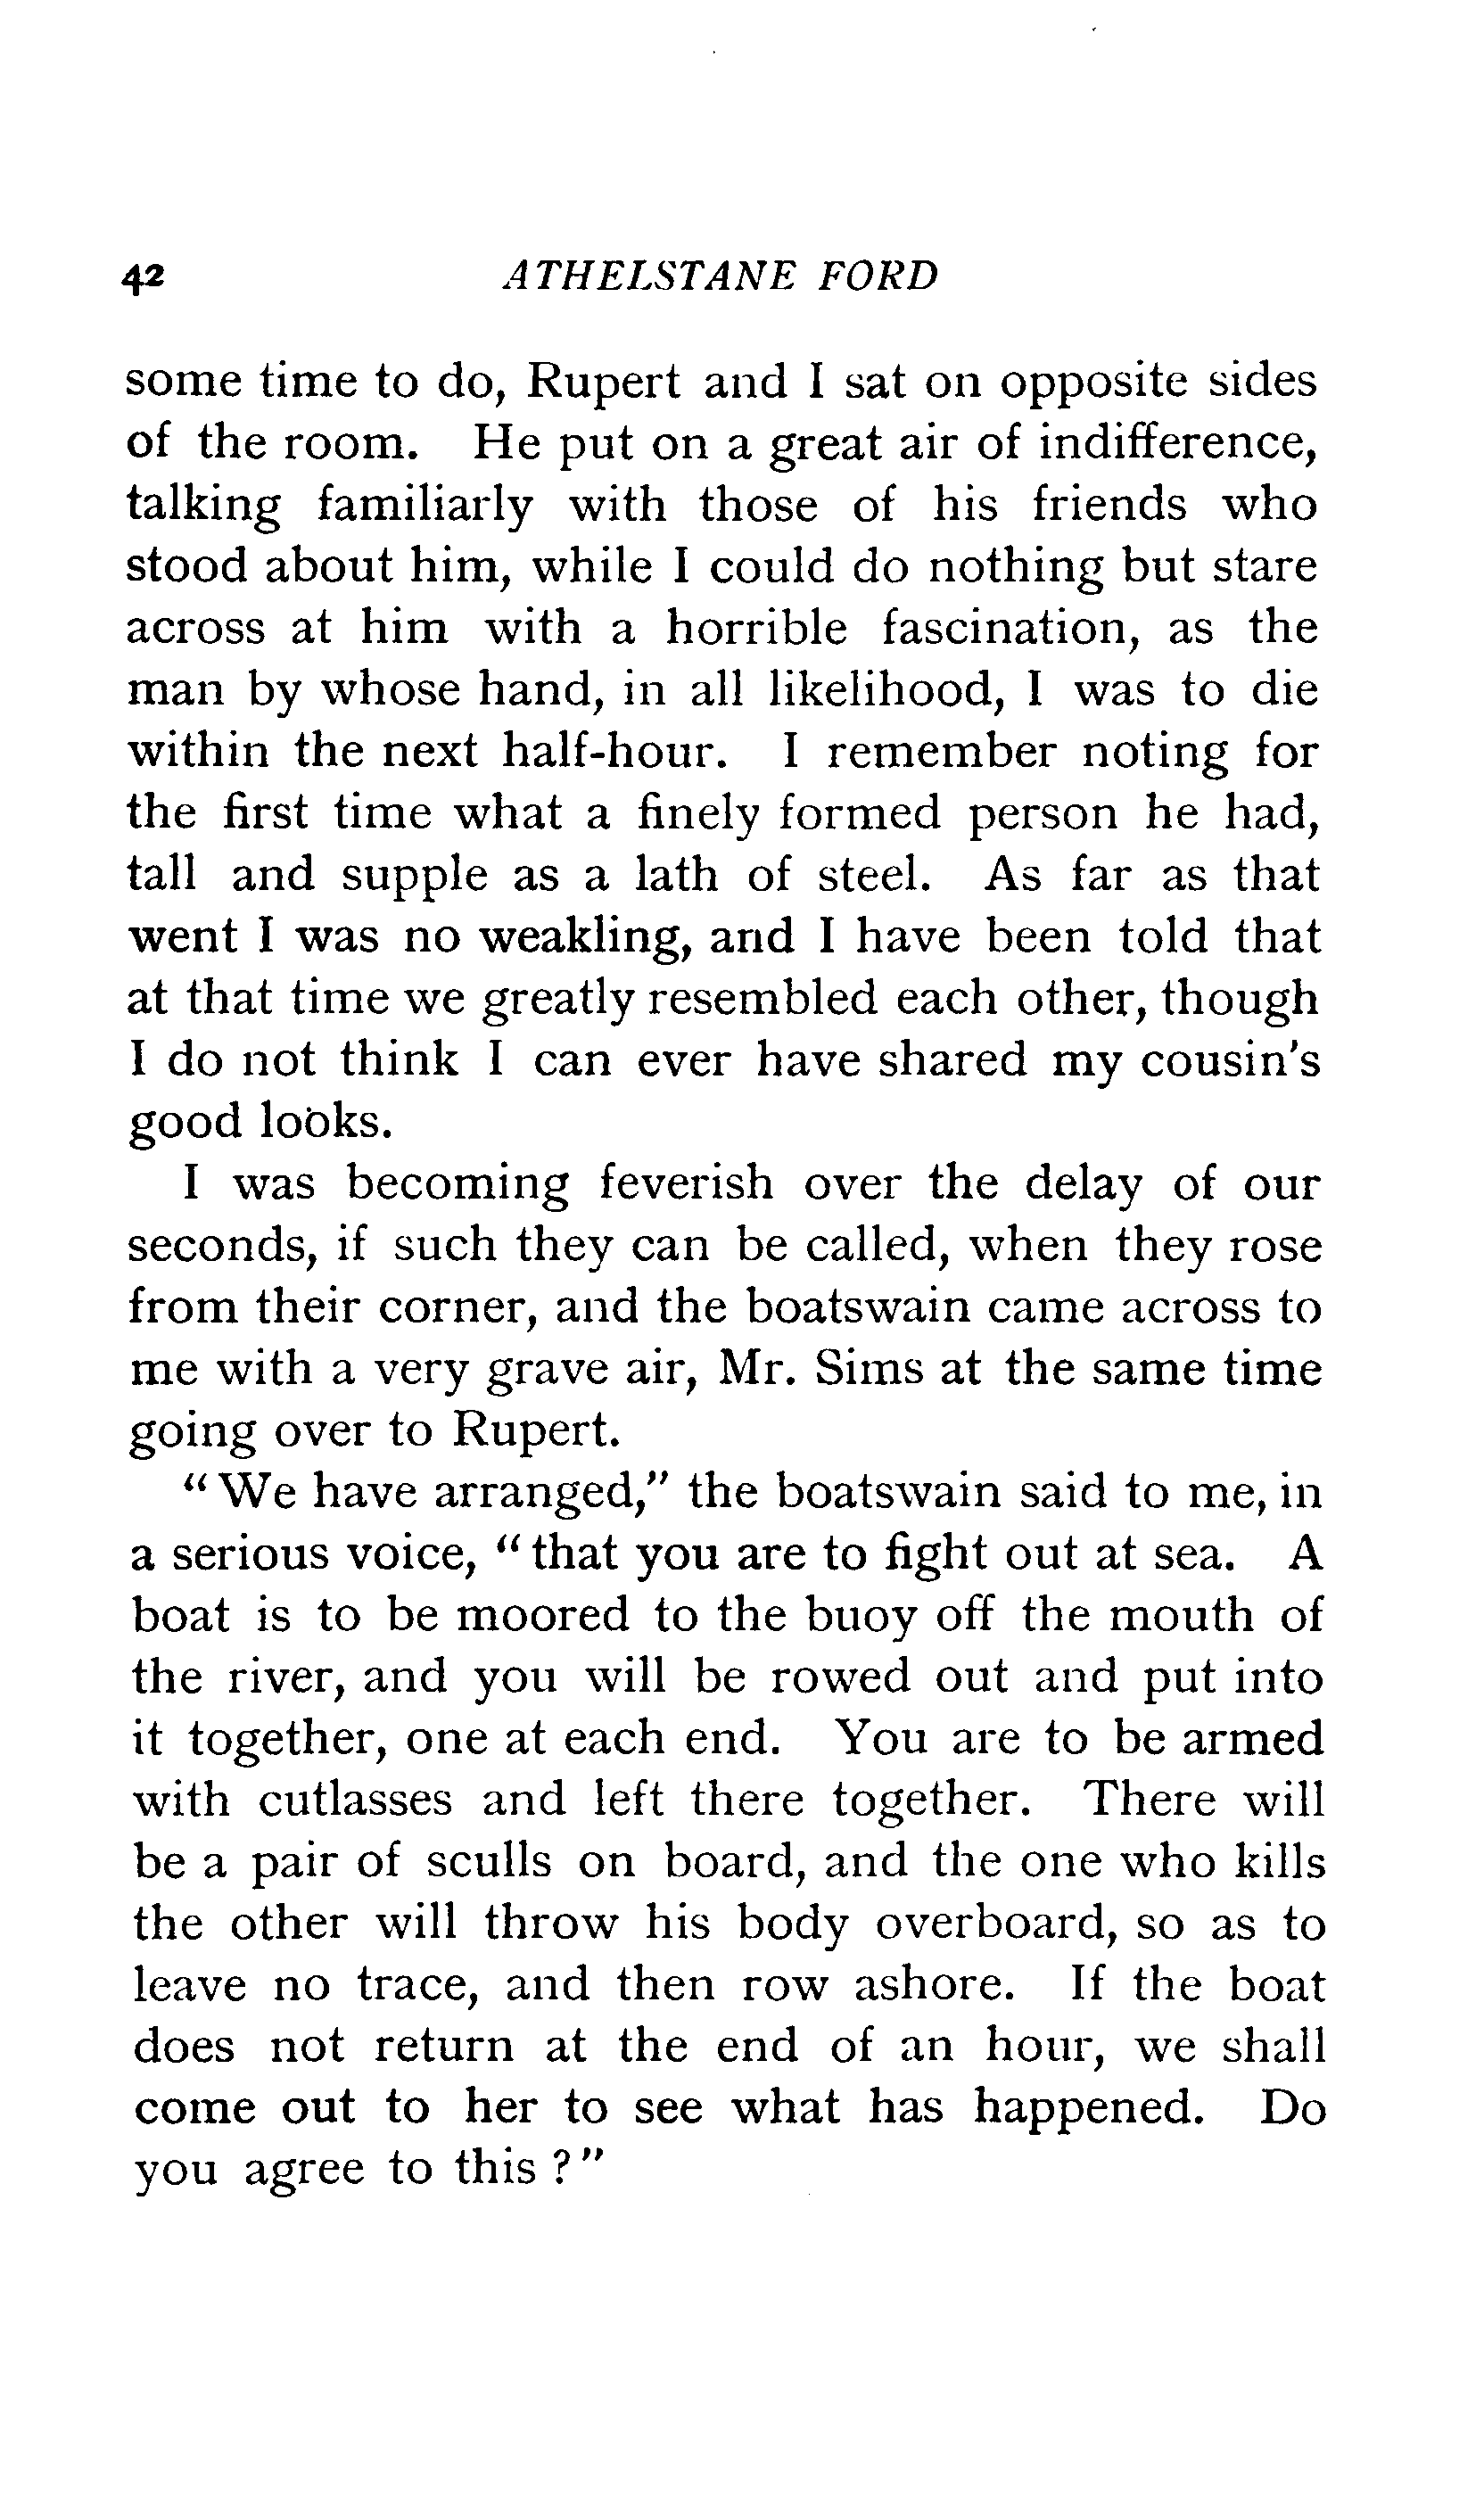 42 ATHELSTANE FORD
some time to do, Rupert and I sat on opposite sides
of the room. He put on a great air of indifference,
talking familiarly with those of his friends who
stood about him, while I could do nothing but stare
across at him with a horrible fascination, as the
man by whose hand, in all likelihood, I was to die
within the next half-hour. I remember noting for
the first time what a finely formed person he had,
tall and supple as a lath of steel. As far as that
went I was no weakling, and I have been told that
at that time we greatly resembled each other, though
I do not think I can ever have shared my cousin's
good looks.
I was becoming feverish over the delay of our
seconds, if such they can be called, when they rose
from their corner, and the boatswain came across to
me with a very grave air, Mr. Sims at the same time
going over to Rupert.
"We have arranged," the boatswain said to me, in
a serious voice, "that you are to fight out at sea. A
boat is to be moored to the buoy off the mouth of
the river, and you will be rowed out and put into
it together, one at each end. You are to be armed
with cutlasses and left there together. There will
be a pair of sculls on board, and the one who kills
the other will throw his body overboard, so as to
leave no trace, and then row ashore. If the boat
does not return at the end of an hour, we shall
come out to her to see what has happened. Do
you agree to this ?"